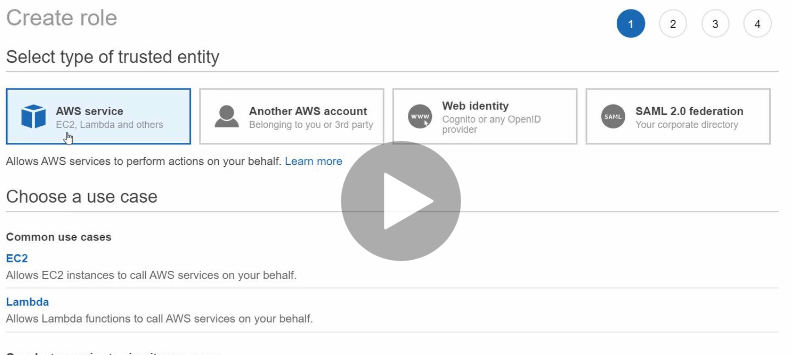 Create role
1 2 3 4
Select type of trusted entity
AWS service
EC2, Lambda and others
Another AWS account
Belonging to you or 3rd party
WWW
Web identity
Cognito or any OpenID
provider
SAML
SAML 2.0 federation
Your corporate directory
Allows AWS services to perform actions on your behalf. Learn more
Choose a use case
Common use cases
EC2
Allows EC2 instances to call AWS services on your behalf.
Lambda
Allows Lambda functions to call AWS services on your behalf.